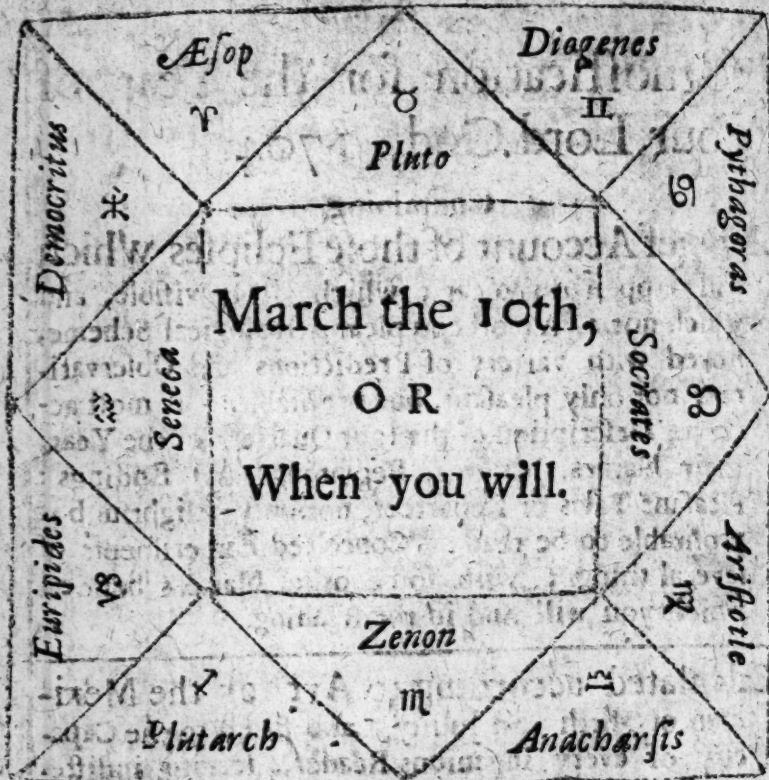 Æſop
Diogenes
♈
♉
♊
Pluto
Democritus
♓
♋
Pythagoras
March the 10th,
OR
When you will.
Seneca
♒
Socrates
♌
Euripides
♑
♍
Ariſtotle
Zenon
♐
♏
♎
Plutarch
Anacharſis